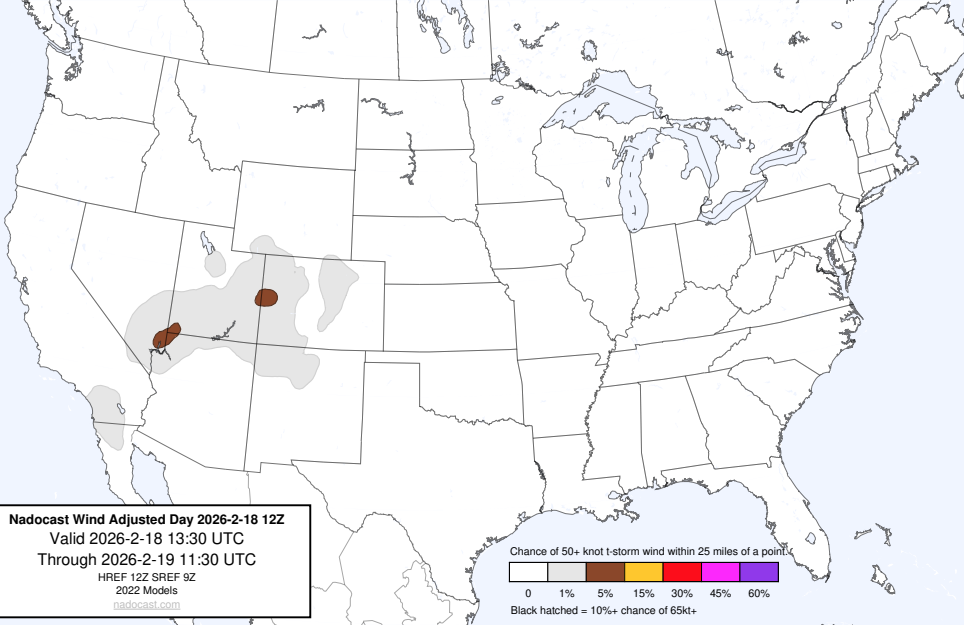 Nadocast Wind Adjusted Day 2026-2-18 12Z
Valid 2026-2-18 13:30 UTC
Through 2026-2-19 11:30 UTC
HREF 12Z SREF 9Z
2022 Models
nadocast.com
Chance of 50+ knot t-storm wind within 25 miles of a point.
0 1% 5% 15% 30% 45% 60%
Black hatched = 10%+ chance of 65kt+